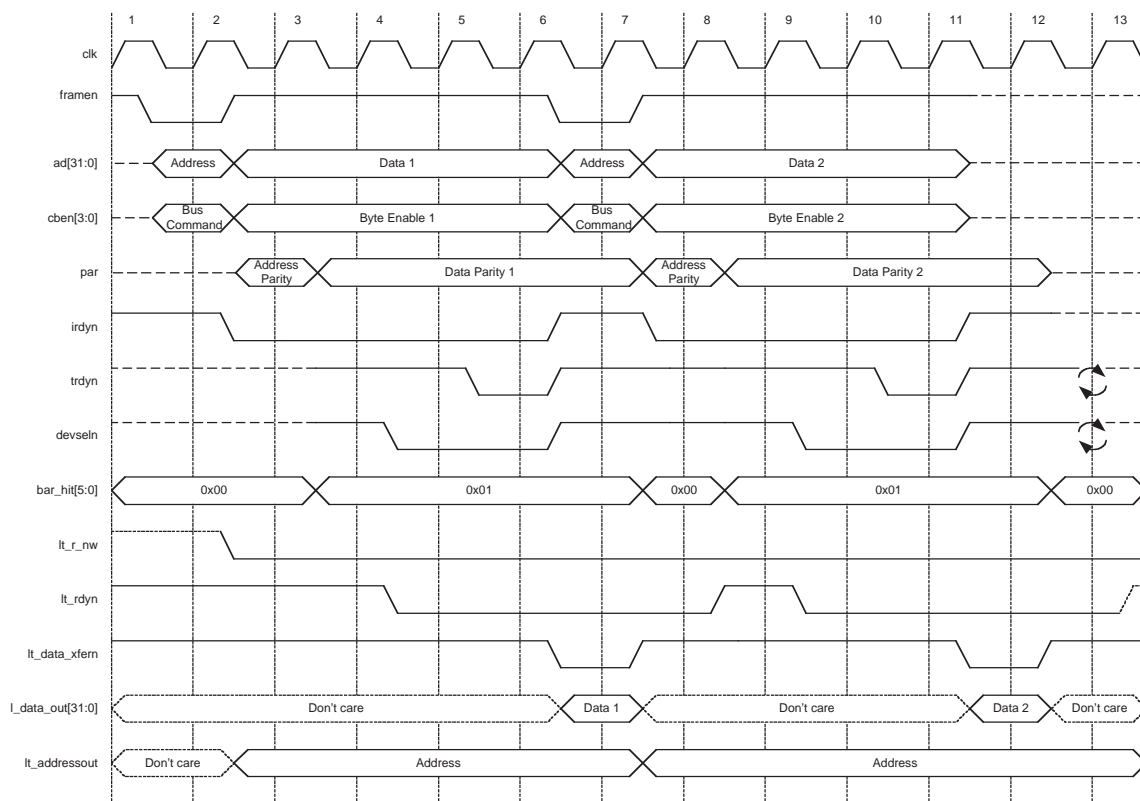 1 2 3 4 5 6 7 8 9 10 11 12 13
clk
framen
ad[31:0] Address Data 1 Address Data 2
cben[3:0] Bus Command Byte Enable 1 Bus Command Byte Enable 2
par Address Parity Data Parity 1 Address Parity Data Parity 2
irdyn
trdyn
devseln
bar_hit[5:0] 0x00 0x01 0x00 0x01 0x00
lt_r_nw
lt_rdyn
lt_data_xfern
l_data_out[31:0] Don't care Data 1 Don't care Data 2 Don't care
lt_addressout Don't care Address Address